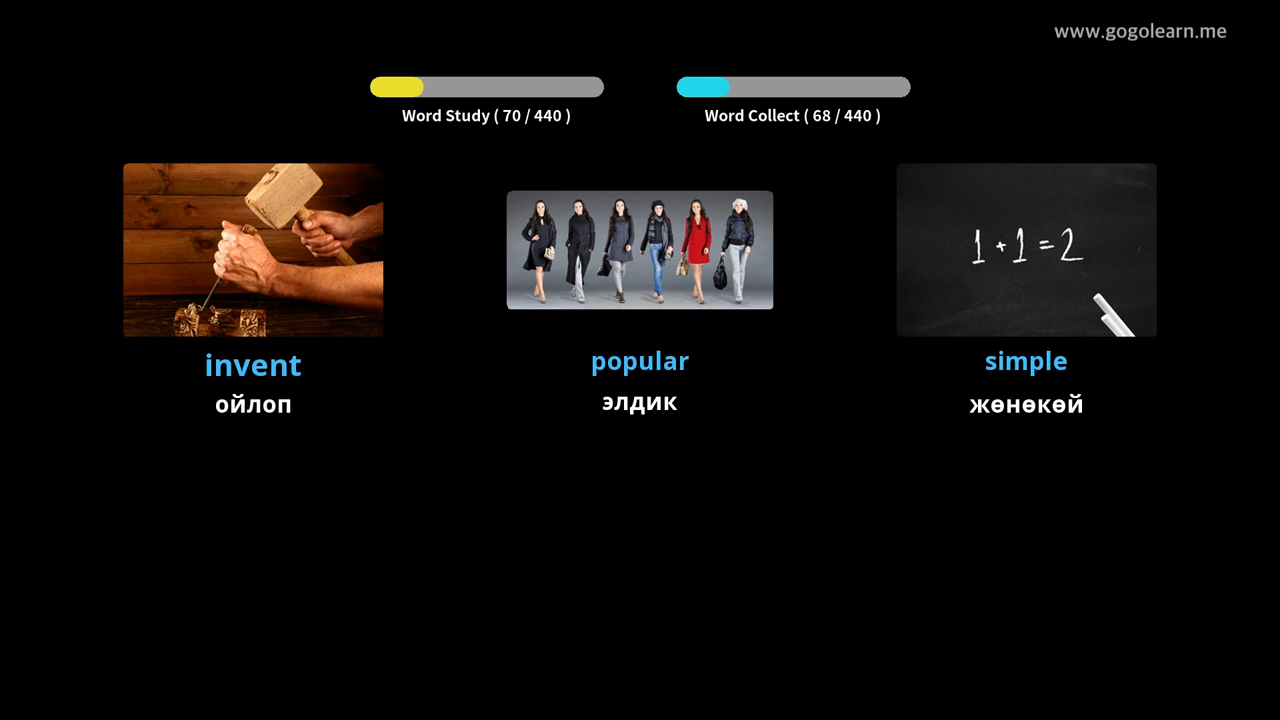 www.gogolearn.me
Word Study ( 70 / 440 )
Word Collect ( 68 / 440 )
1 + 1 = 2
invent
ойлоп
popular
элдик
simple
жөнөкөй